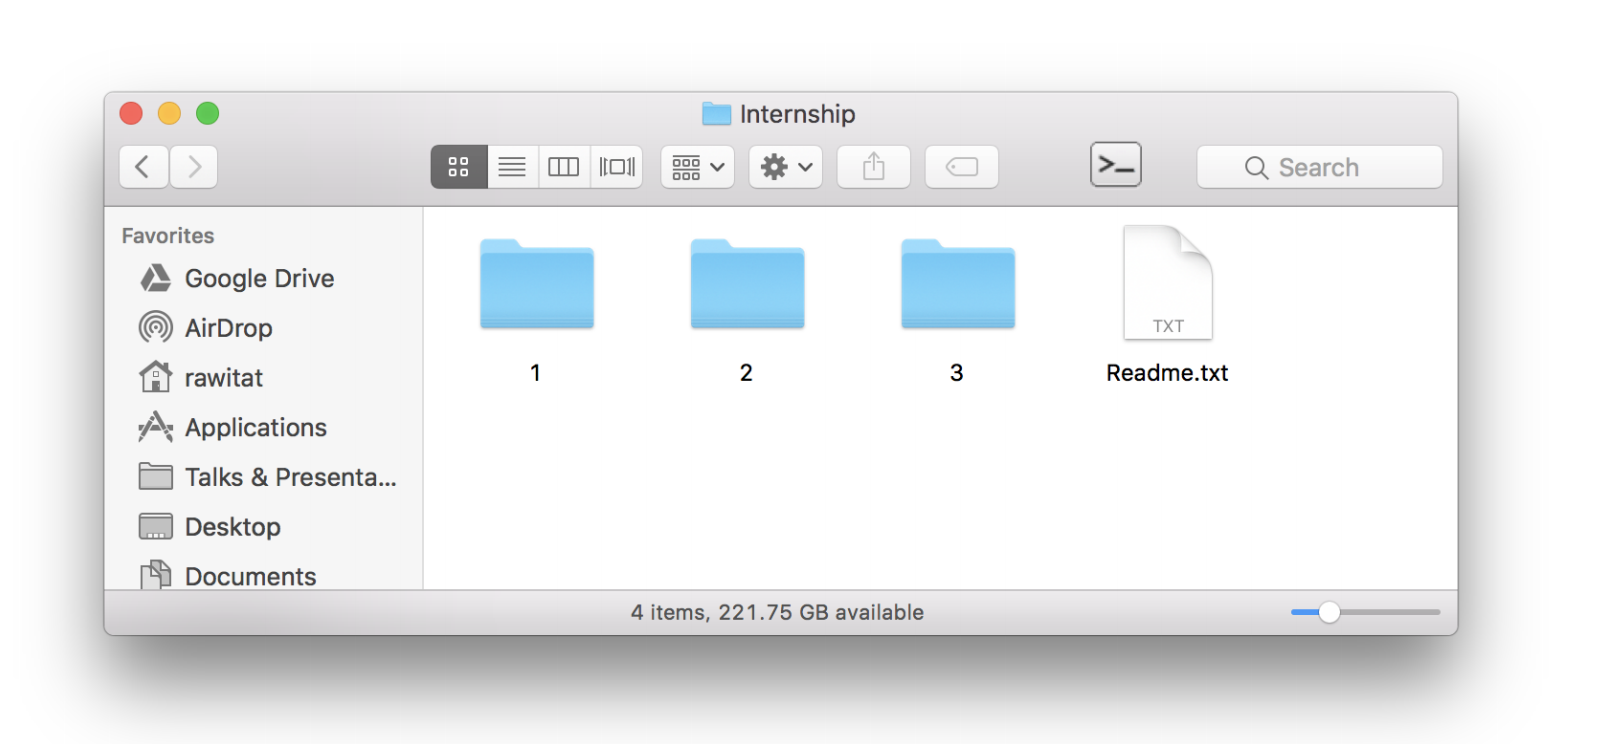 Internship
Search
Favorites
Google Drive
AirDrop
rawitat
Applications
Talks & Presenta...
Desktop
Documents
TXT
1
2
3
Readme.txt
4 items, 221.75 GB available